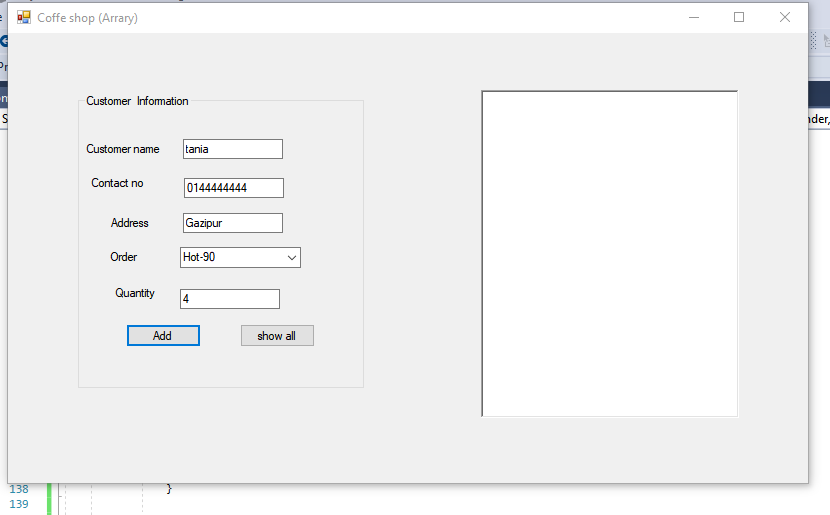 Coffe shop (Arrary)
Customer Information
Customer name tania
Contact no 0144444444
Address Gazipur
Order Hot-90
Quantity 4
Add show all
nder,
138 }
139